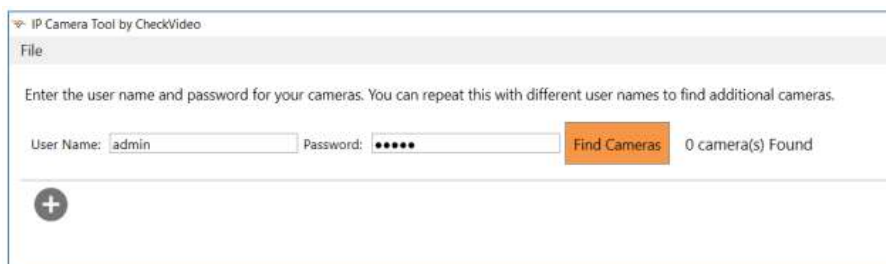 IP Camera Tool by CheckVideo
File
Enter the user name and password for your cameras. You can repeat this with different user names to find additional cameras.
User Name: admin Password: ●●●●● Find Cameras 0 camera(s) Found